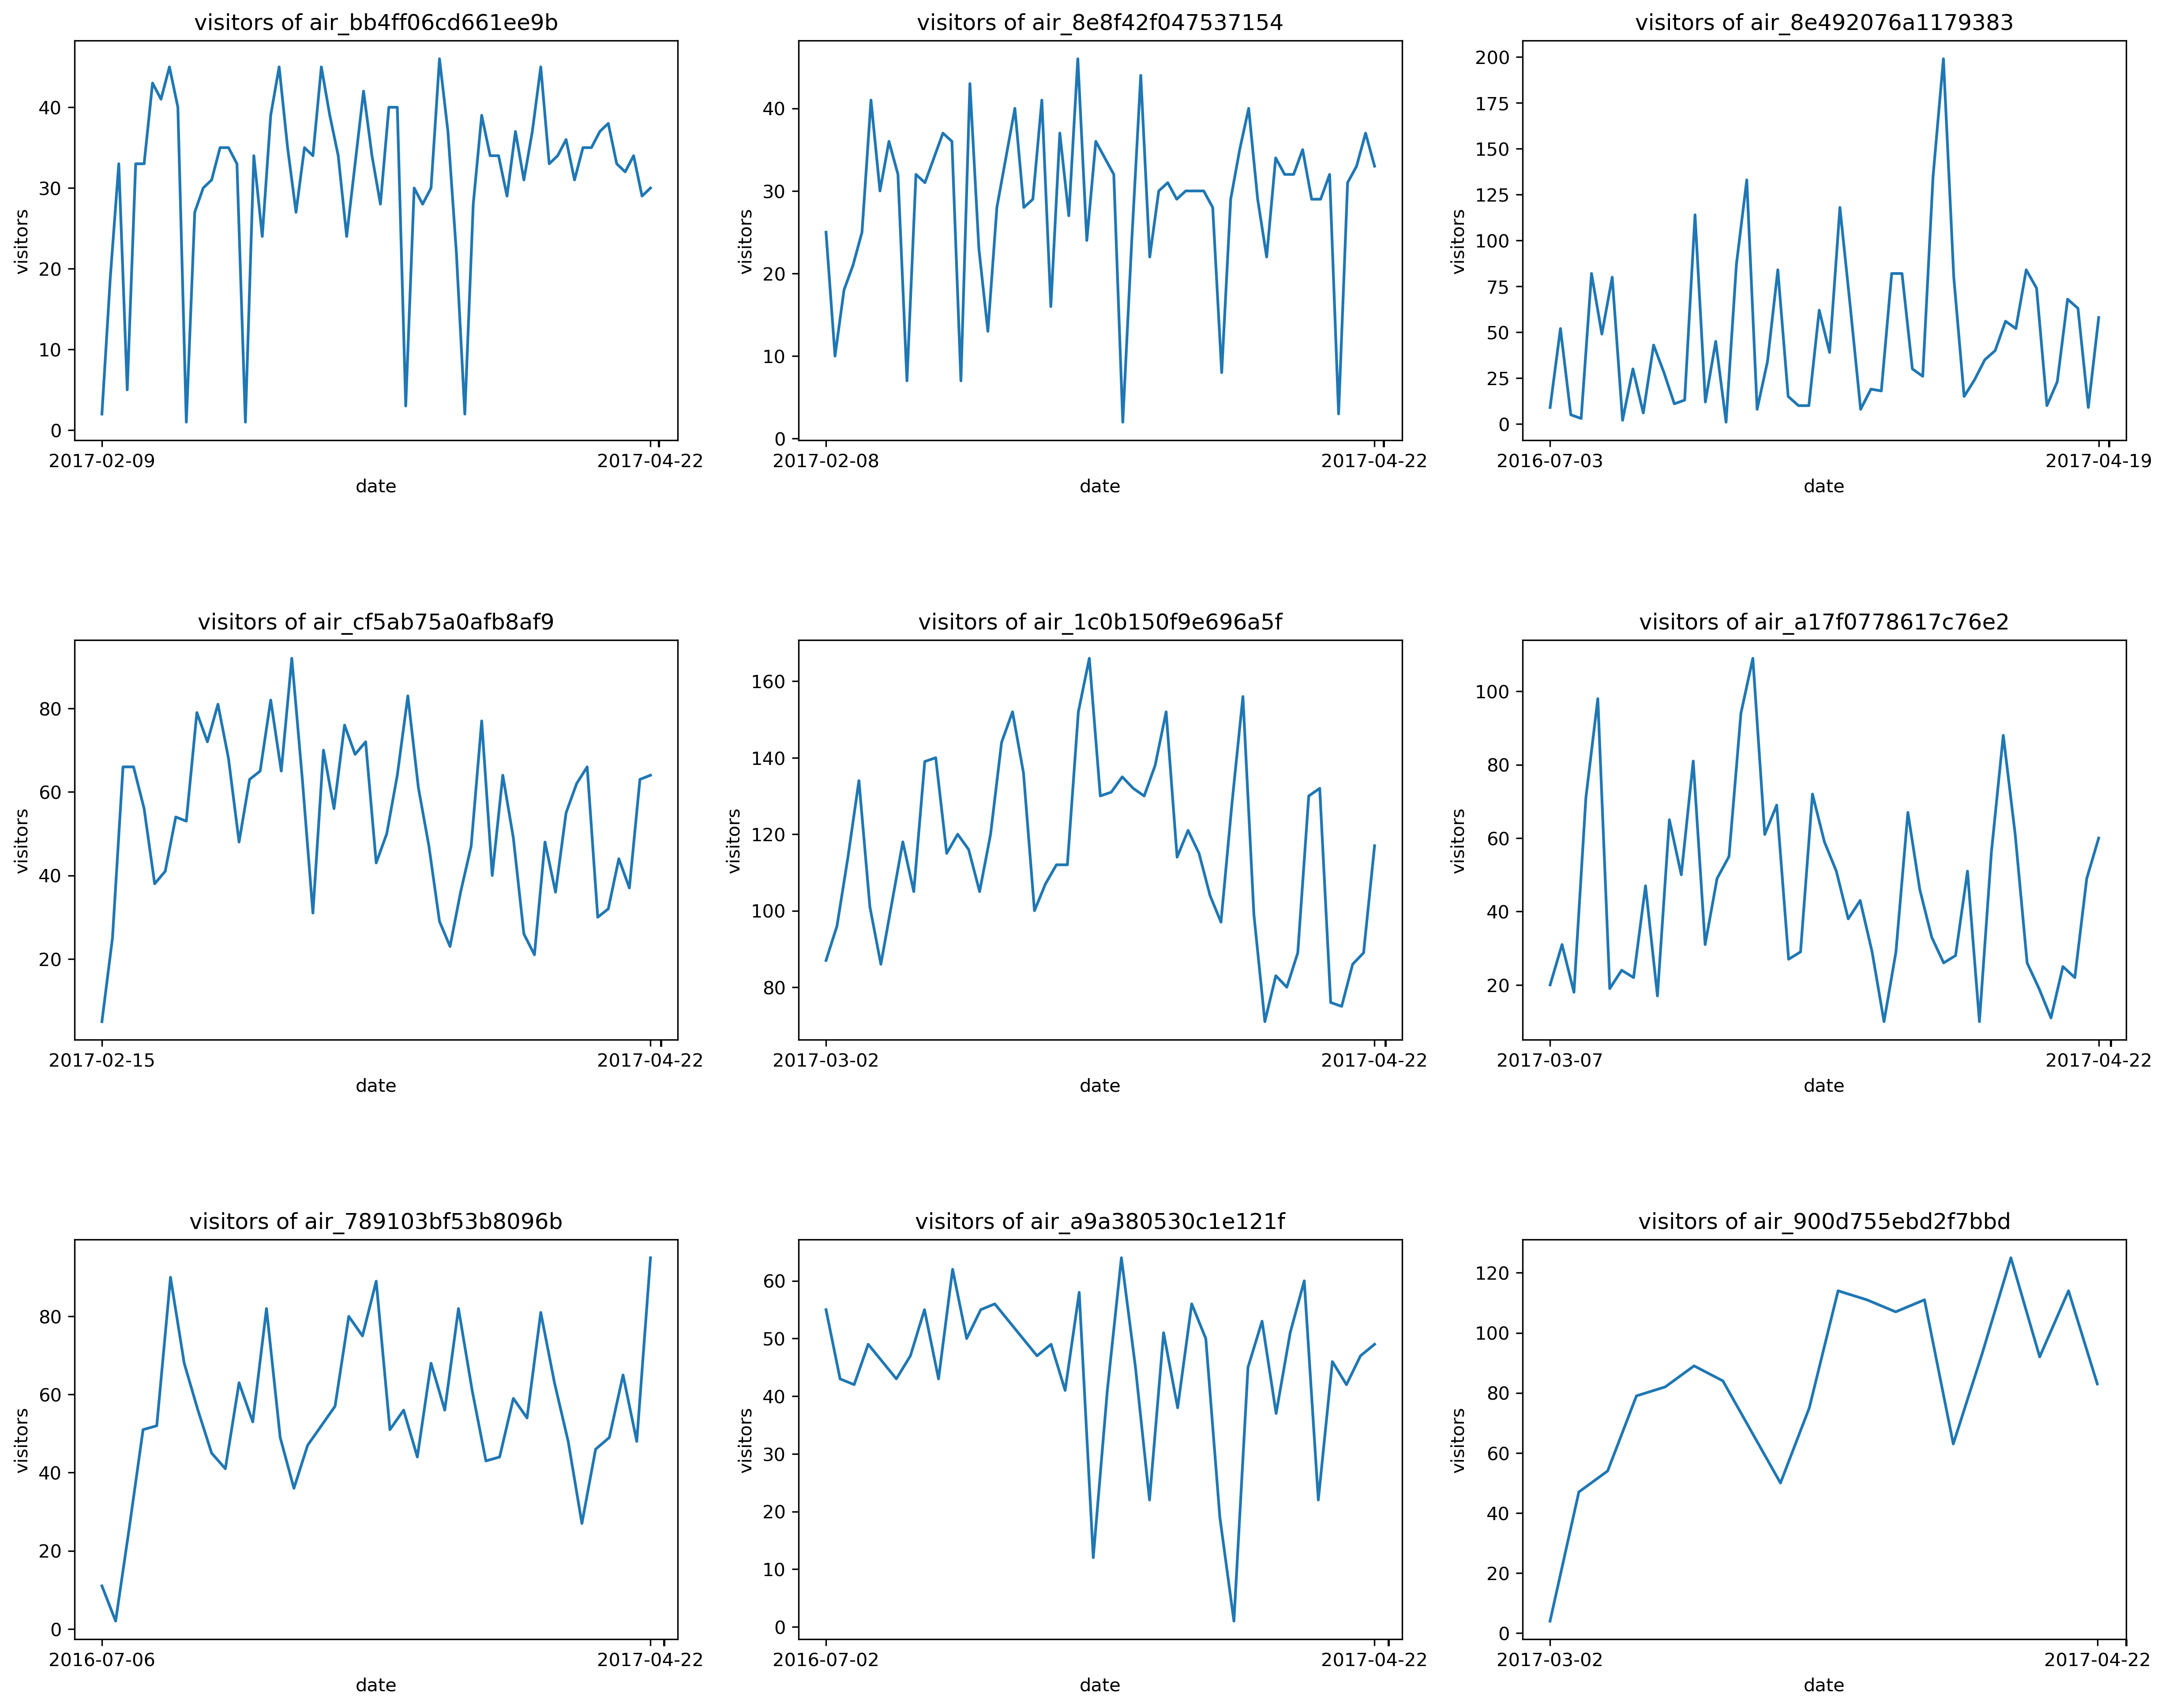 visitors of air_bb4ff06cd661ee9b
visitors
40
30
20
10
0
2017-02-09
2017-04-22
date
visitors of air_8e8f42f047537154
visitors
40
30
20
10
0
2017-02-08
2017-04-22
date
visitors of air_8e492076a1179383
visitors
200
175
150
125
100
75
50
25
0
2016-07-03
2017-04-19
date
visitors of air_cf5ab75a0afb8af9
visitors
80
60
40
20
2017-02-15
2017-04-22
date
visitors of air_1c0b150f9e696a5f
visitors
160
140
120
100
80
2017-03-02
2017-04-22
date
visitors of air_a17f0778617c76e2
visitors
100
80
60
40
20
2017-03-07
2017-04-22
date
visitors of air_789103bf53b8096b
visitors
80
60
40
20
0
2016-07-06
2017-04-22
date
visitors of air_a9a380530c1e121f
visitors
60
50
40
30
20
10
0
2016-07-02
2017-04-22
date
visitors of air_900d755ebd2f7bbd
visitors
120
100
80
60
40
20
0
2017-03-02
2017-04-22
date